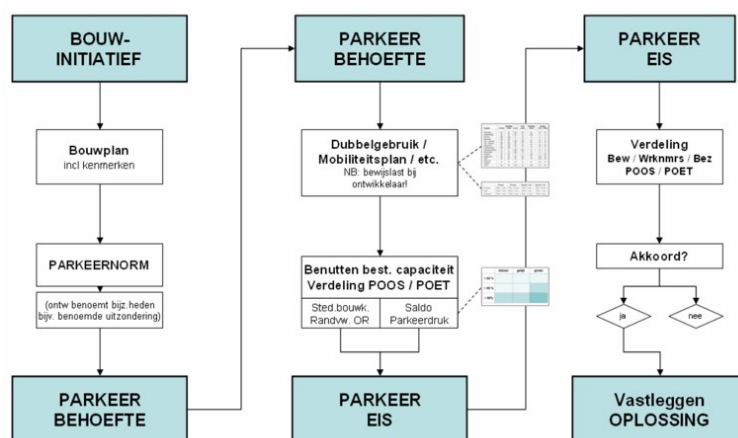 BOUW-
INITIATIEF
Bouwplan
incl kenmerken
PARKEERNORM
(ontw benoemt bijz.heden
bijv. benoemde uitzondering)
PARKEER
BEHOEFTE
PARKEER
BEHOEFTE
Dubbelgebruik /
Mobiliteitsplan / etc.
NB: bewijslast bij
ontwikkelaar!
Benutten best. capaciteit
Verdeling POOS / POET
Sted.bouwk.
Randvw. OR
Saldo
Parkeerdruk
PARKEER
EIS
PARKEER
EIS
Verdeling
Bew / Wrknmrs / Bez
POOS / POET
Akkoord?
ja
nee
Vastleggen
OPLOSSING